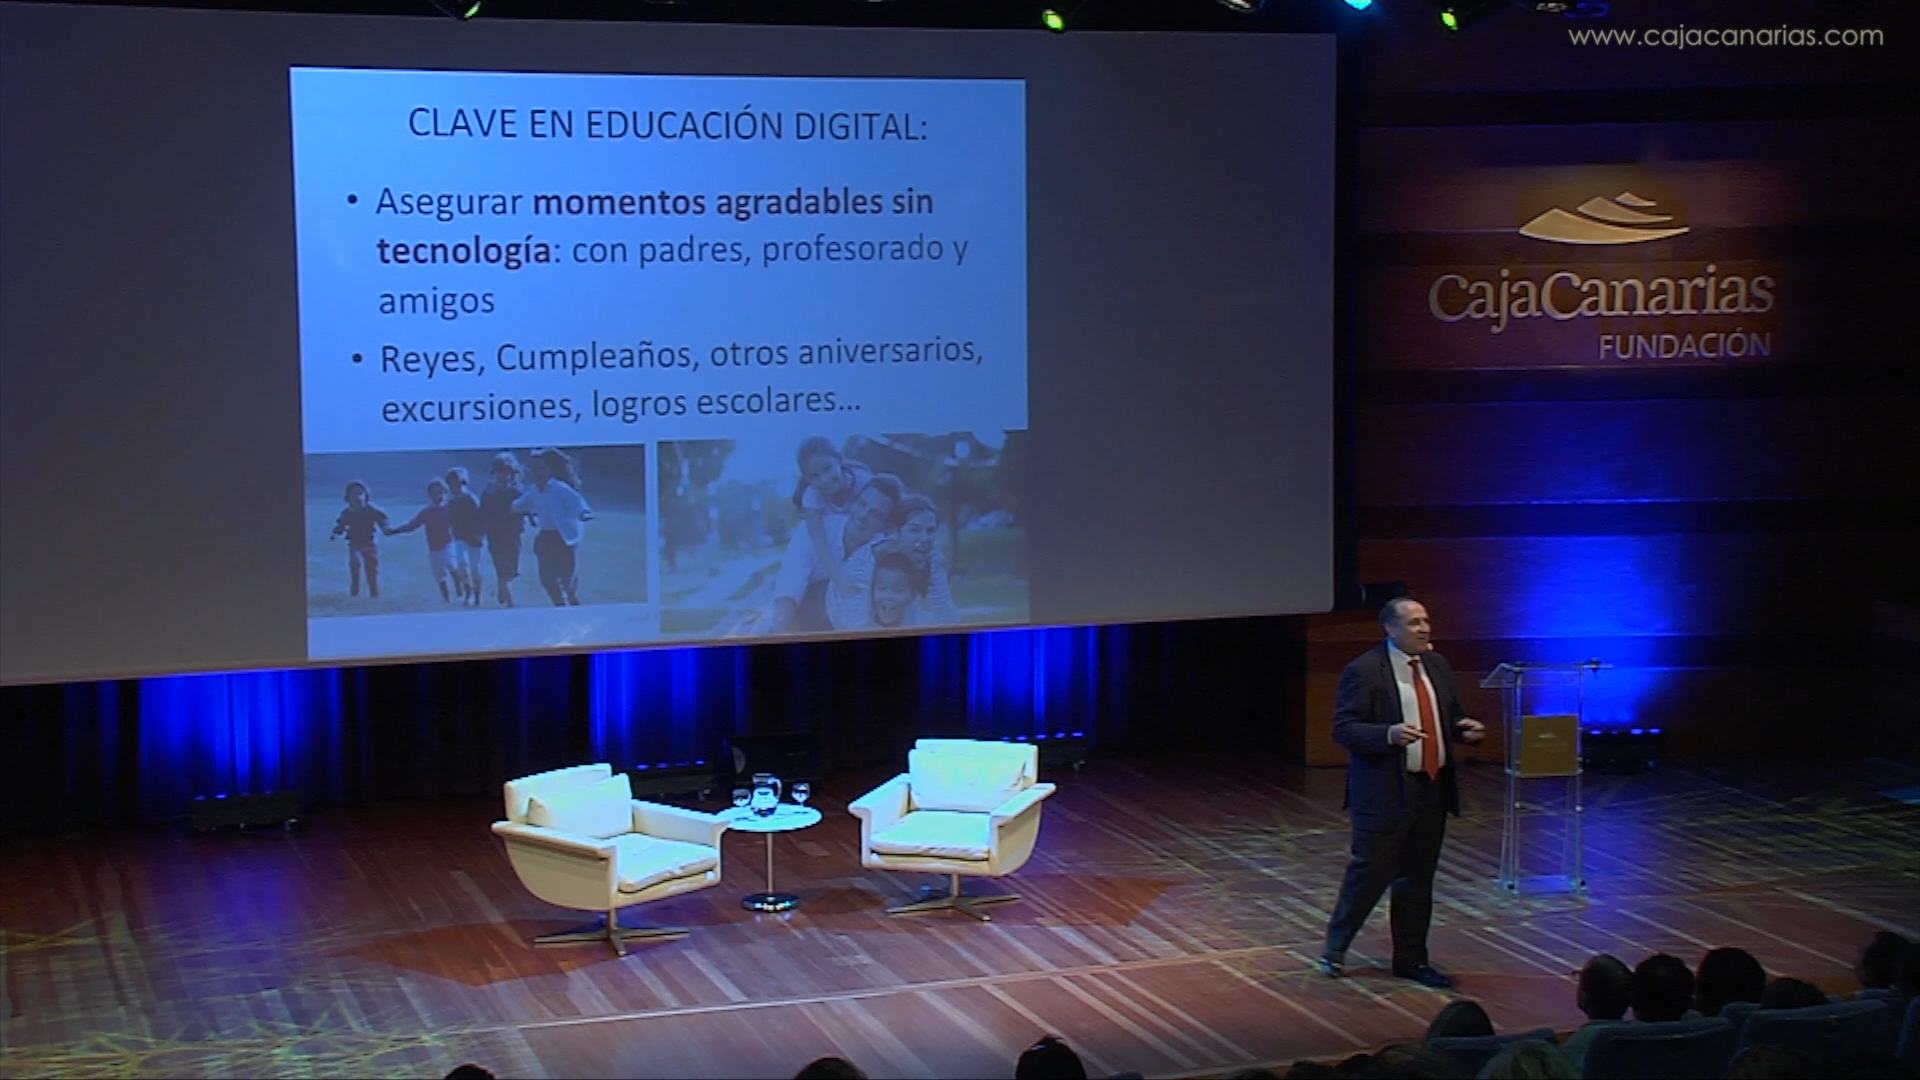 www.cajacanarias.com
CLAVE EN EDUCACIÓN DIGITAL:
• Asegurar momentos agradables sin
tecnología: con padres, profesorado y
amigos
• Reyes, Cumpleaños, otros aniversarios,
excursiones, logros escolares...
CajaCanarias
FUNDACIÓN